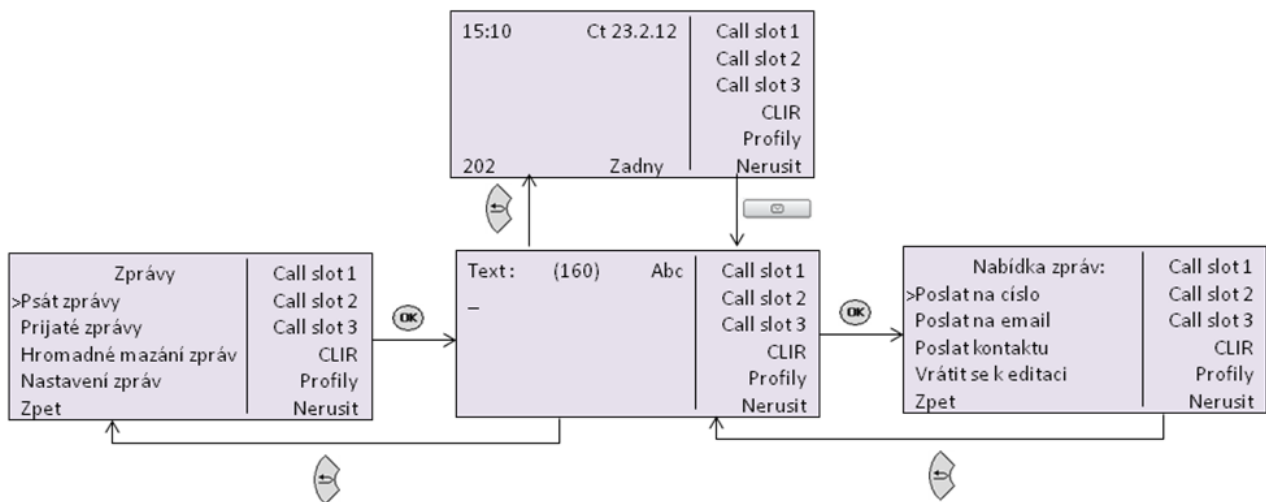 15:10 Ct 23.2.12 Call slot 1
Call slot 2
Call slot 3
CLIR
Profily
202 Zadny Nerusit
Zprávy Call slot 1
>Psát zprávy Call slot 2
Prijaté zprávy Call slot 3
Hromadné mazání zpráv CLIR
Nastavení zpráv Profily
Zpet Nerusit
OK
Text: (160) Abc Call slot 1
_ Call slot 2
Call slot 3
CLIR
Profily
Nerusit
OK
Nabídka zpráv: Call slot 1
>Poslat na císlo Call slot 2
Poslat na email Call slot 3
Poslat kontaktu CLIR
Vrátit se k editaci Profily
Zpet Nerusit